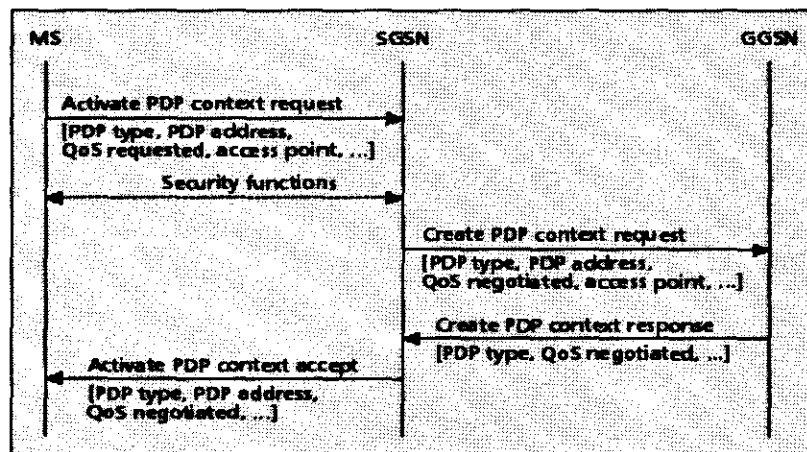 MS SGSN GGSN
Activate PDP context request
[PDP type, PDP address,
QoS requested, access point, ...]
Security functions
Create PDP context request
[PDP type, PDP address,
QoS negotiated, access point, ...]
Create PDP context response
[PDP type, QoS negotiated, ...]
Activate PDP context accept
[PDP type, PDP address,
QoS negotiated, ...]